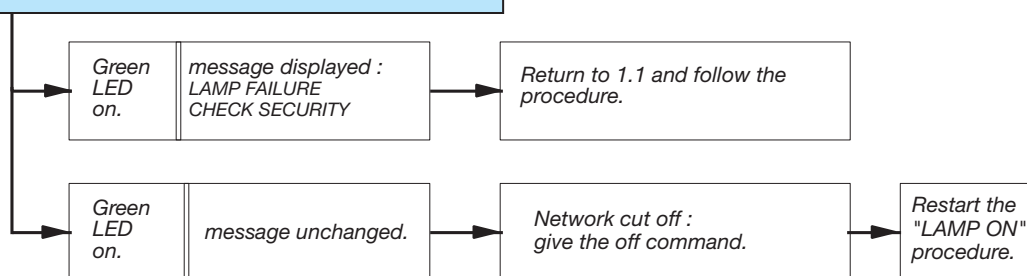 Green
LED
on.
message displayed :
LAMP FAILURE
CHECK SECURITY
Return to 1.1 and follow the
procedure.
Green
LED
on.
message unchanged.
Network cut off :
give the off command.
Restart the
"LAMP ON"
procedure.